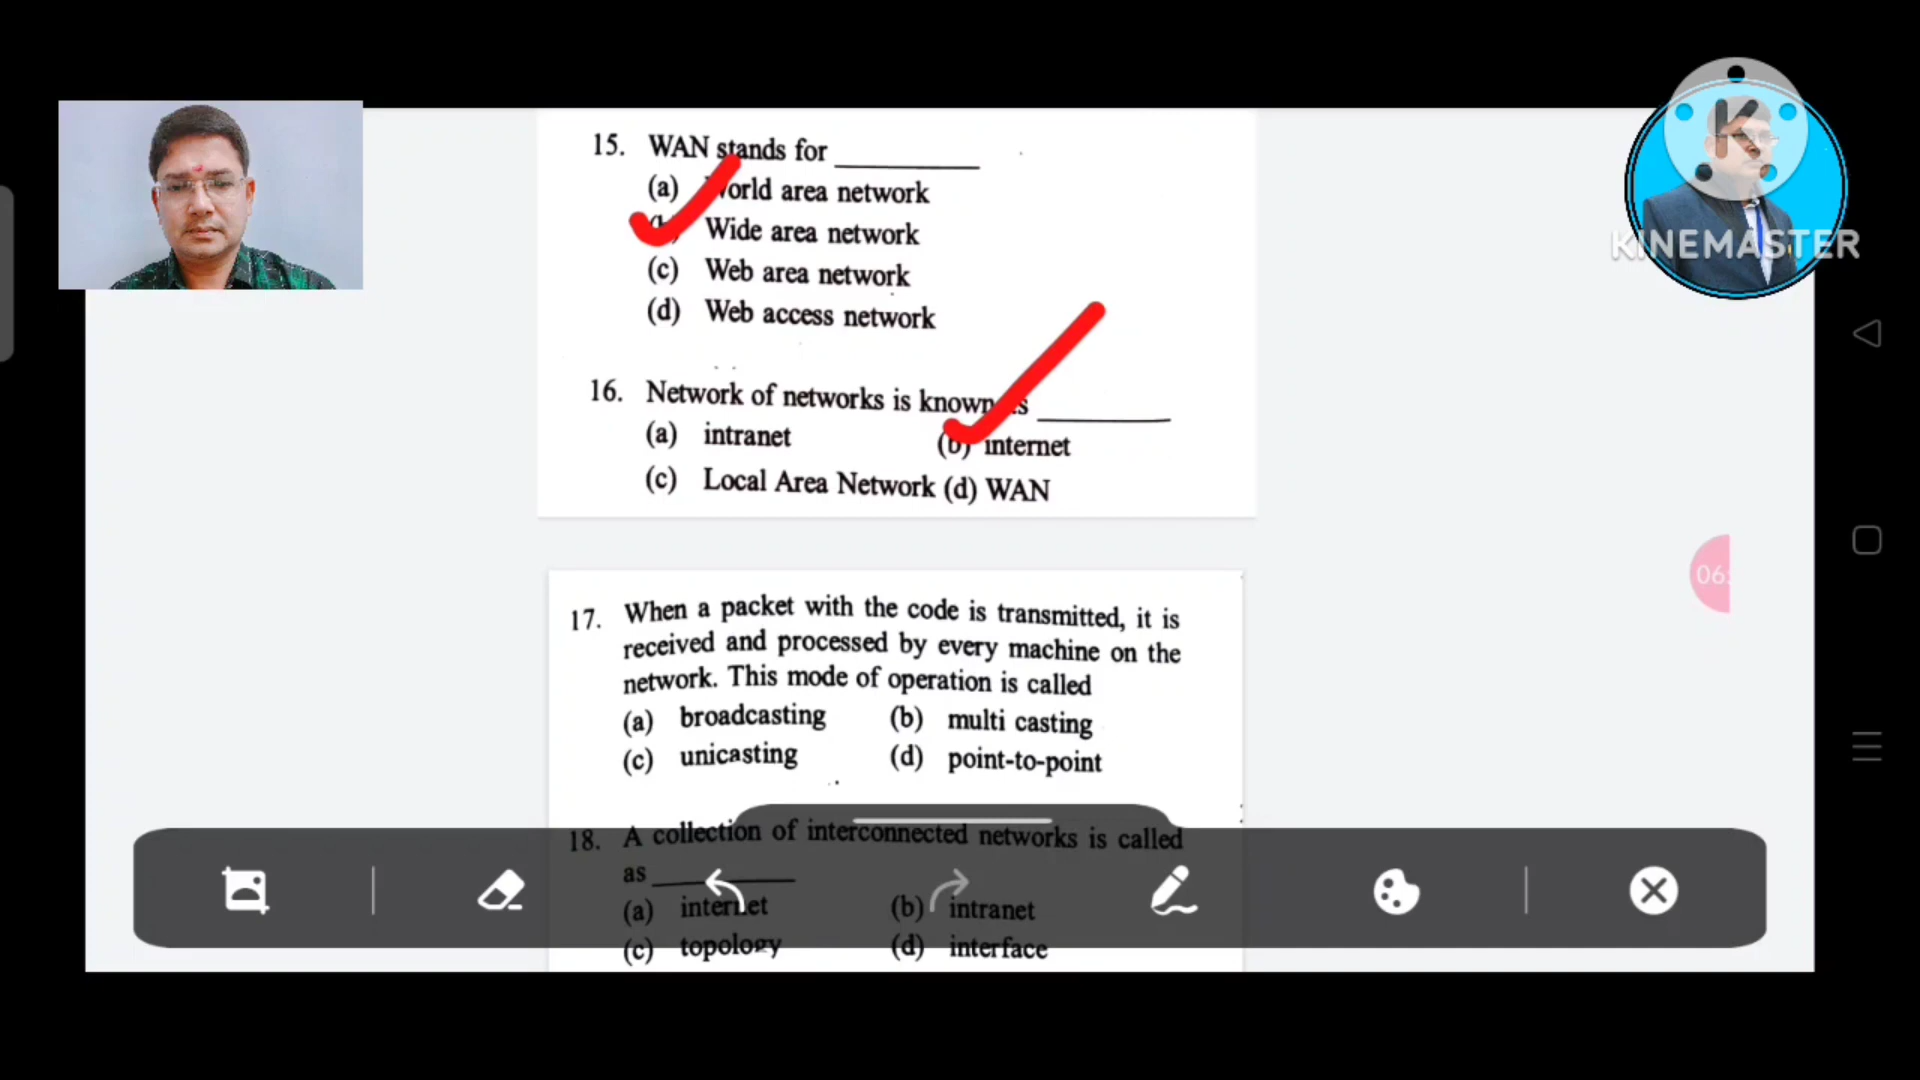 15. WAN stands for
(a) World area network
Wide area network
(c) Web area network
(d) Web access network
16. Network of networks is known as
(a) intranet (b) internet
(c) Local Area Network (d) WAN
17. When a packet with the code is transmitted, it is
received and processed by every machine on the
network. This mode of operation is called
(a) broadcasting (b) multi casting
(c) unicasting (d) point-to-point
18. A collection of interconnected networks is called
as
(a) internet (b) intranet
(c) topology (d) interface
K
KINEMASTER
06: